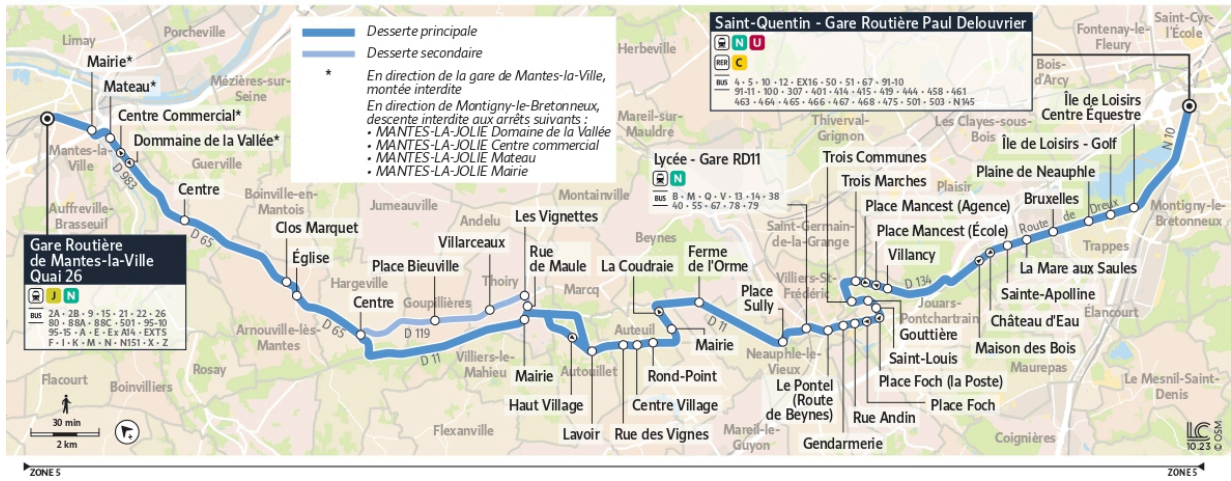 Desserte principale
Desserte secondaire
* En direction de la gare de Mantes-la-Ville,
montée interdite
En direction de Montigny-le-Bretonneux,
descente interdite aux arrêts suivants :
• MANTES-LA-JOLIE Domaine de la Vallée
• MANTES-LA-JOLIE Centre commercial
• MANTES-LA-JOLIE Mateau
• MANTES-LA-JOLIE Mairie
Saint-Quentin - Gare Routière Paul Delouvrier
N U
RER C
BUS 4 • 5 • 10 • 12 • EX16 • 50 • 51 • 67 • 91-10
91-11 • 100 • 307 • 401 • 414 • 415 • 419 • 444 • 458 • 461
463 • 464 • 465 • 466 • 467 • 468 • 475 • 501 • 503 • N145
Gare Routière
de Mantes-la-Ville
Quai 26
J N
BUS 2A • 2B • 9 • 15 • 21 • 22 • 26
80 • 88A • 88C • 501 • 95-10
95-15 • A • E • Ex A14 • EXTS
F • I • K • M • N • N151 • X • Z
Lycée - Gare RD11
N
BUS B • M • Q • V • 13 • 14 • 38
40 • 55 • 67 • 78 • 79
Mairie*
Mateau*
Centre Commercial*
Dommaine de la Vallée*
Centre
Clos Marquet
Église
Centre
Place Bieuville
Villarceaux
Les Vignettes
Rue
de Maule
Mairie
Haut Village
Lavoir
Rue des Vignes
Centre Village
Rond-Point
Mairie
La Coudraie
Ferme
de l'Orme
Place
Sully
Le Pontel
(Route
de Beynes)
Gendarmerie
Rue Andin
Place Foch
Place Foch (la Poste)
Saint-Louis
Gouttière
Trois Communes
Trois Marches
Place Mancest (Agence)
Place Mancest (École)
Villancy
Maison des Bois
Château d'Eau
Sainte-Apolline
La Mare aux Saules
Bruxelles
Plaine de Neauphle
Île de Loisirs - Golf
Île de Loisirs
Centre Équestre
Limay
Porcheville
Mézières-sur-
Seine
Mantes-la-
Ville
Guerville
Auffreville-
Brasseuil
Boinville-en-
Mantois
Jumeauville
Andelu
Montainville
Hargeville
Goupillières
Thoiry
Marcq
Beynes
Arnouville-lès-
Mantes
Villiers-le-
Mahieu
Autouillet
Auteuil
Flacourt
Boinvilliers
Rosay
Flexanville
Herbeville
Mareil-sur-
Mauldre
Saint-Germain-
de-la-Grange
Villiers-St-
Frédéric
Neauphle-le-
Vieux
Mareil-le-
Guyon
Thiverval-
Grignon
Plaisir
Les Clayes-sous-
Bois
Bois-
d'Arcy
Fontenay-le-
Fleury
Saint-Cyr-
l'École
Jouars-
Pontchartrain
Maurepas
Coignières
Élancourt
Trappes
Montigny-le-
Bretonneux
Le Mesnil-Saint-
Denis
D 983
D 65
D 65
D 119
D 11
D 11
D 134
Route de Dreux
N 10
30 min
2 km
LC
10.23 © OSM
ZONE 5
ZONE 5